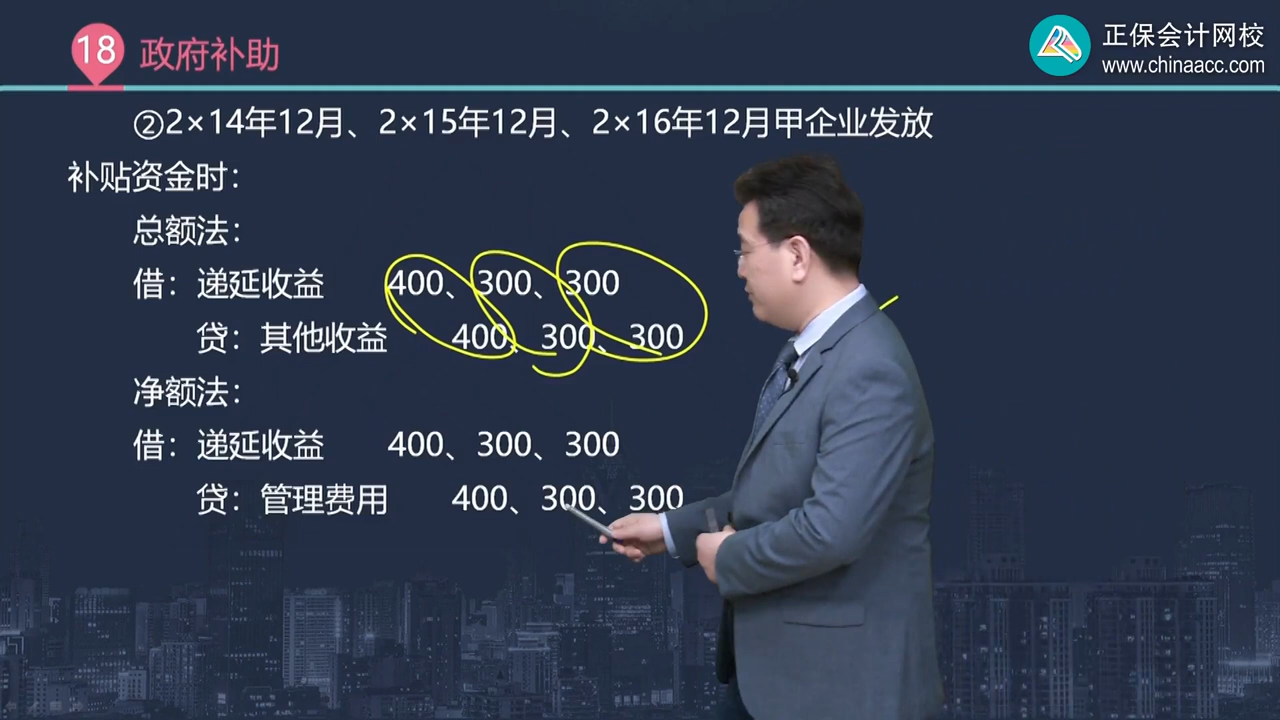 18 政府补助
正保会计网校
www.chinaacc.com
②2×14年12月、2×15年12月、2×16年12月甲企业发放
补贴资金时：
总额法：
借：递延收益 400、300、300
贷：其他收益 400、300、300
净额法：
借：递延收益 400、300、300
贷：管理费用 400、300、300